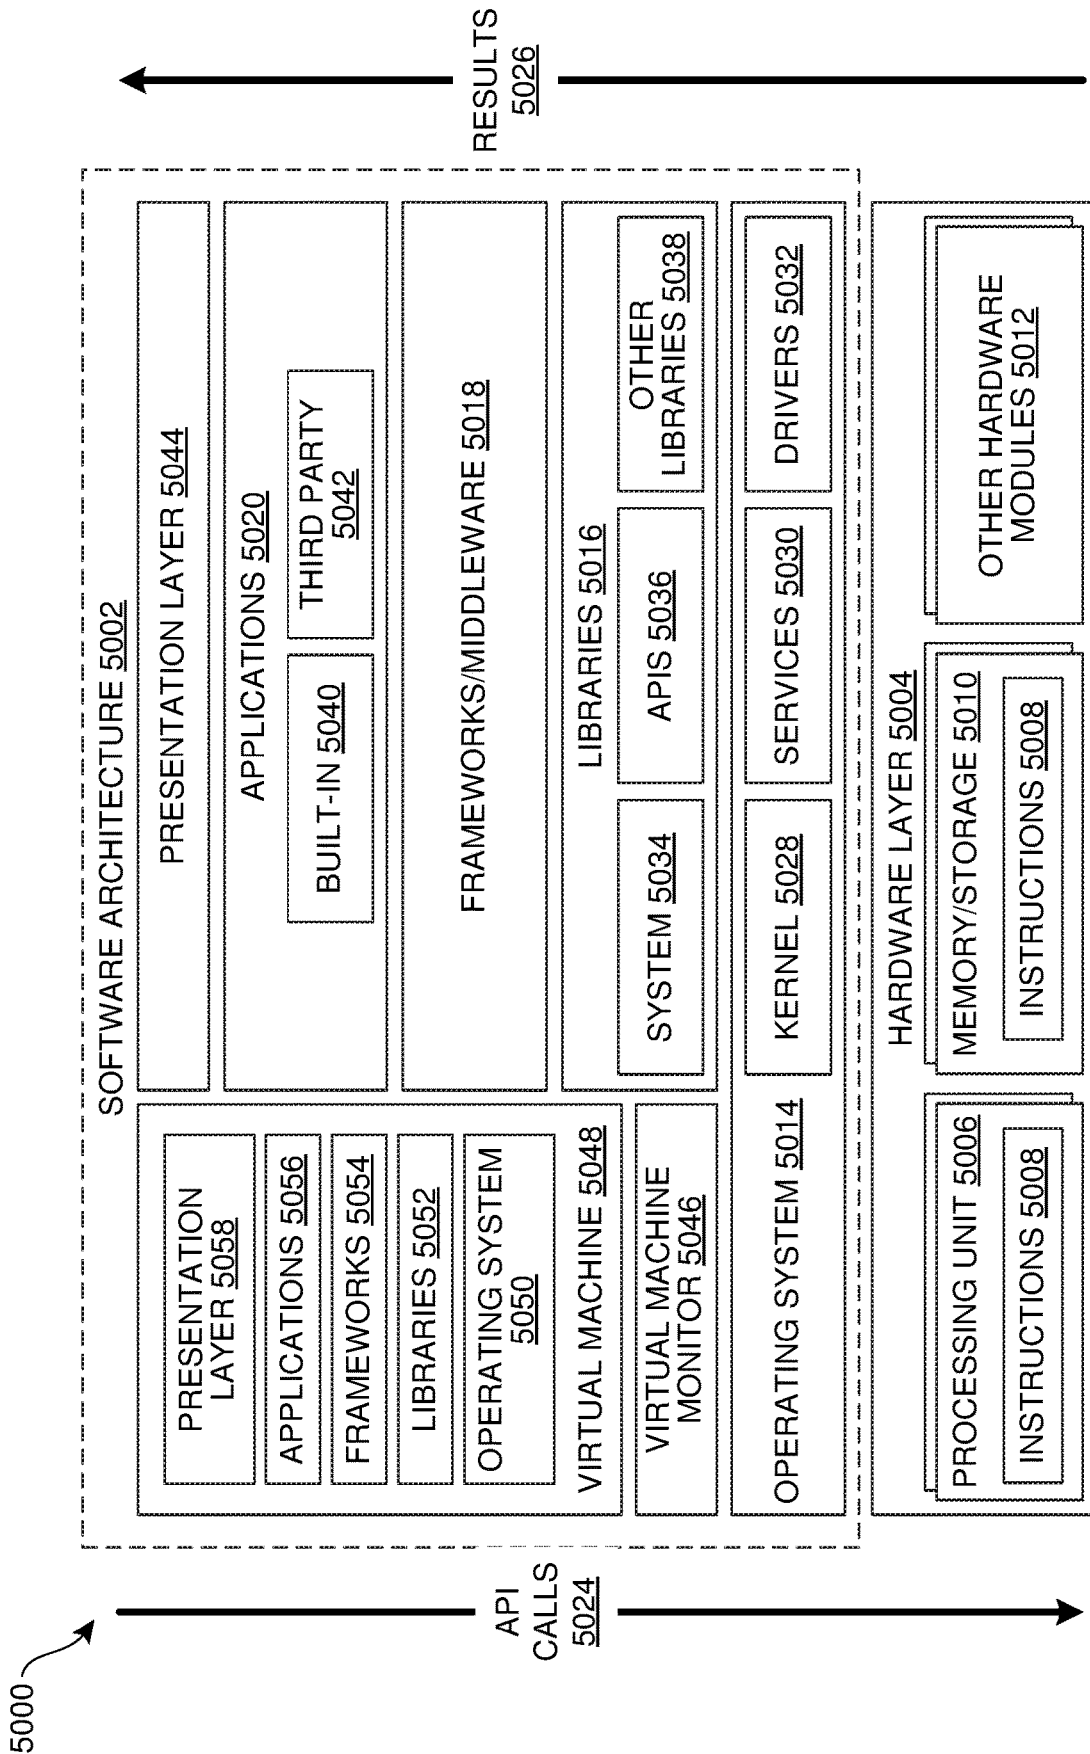 5000
SOFTWARE ARCHITECTURE 5002
API
CALLS
5024
RESULTS
5026
PRESENTATION
LAYER 5058
APPLICATIONS 5056
FRAMEWORKS 5054
LIBRARIES 5052
OPERATING SYSTEM
5050
VIRTUAL MACHINE 5048
VIRTUAL MACHINE
MONITOR 5046
PRESENTATION LAYER 5044
APPLICATIONS 5020
BUILT-IN 5040
THIRD PARTY
5042
FRAMEWORKS/MIDDLEWARE 5018
LIBRARIES 5016
SYSTEM 5034
APIS 5036
OTHER
LIBRARIES 5038
OPERATING SYSTEM 5014
KERNEL 5028
SERVICES 5030
DRIVERS 5032
HARDWARE LAYER 5004
PROCESSING UNIT 5006
INSTRUCTIONS 5008
MEMORY/STORAGE 5010
INSTRUCTIONS 5008
OTHER HARDWARE
MODULES 5012